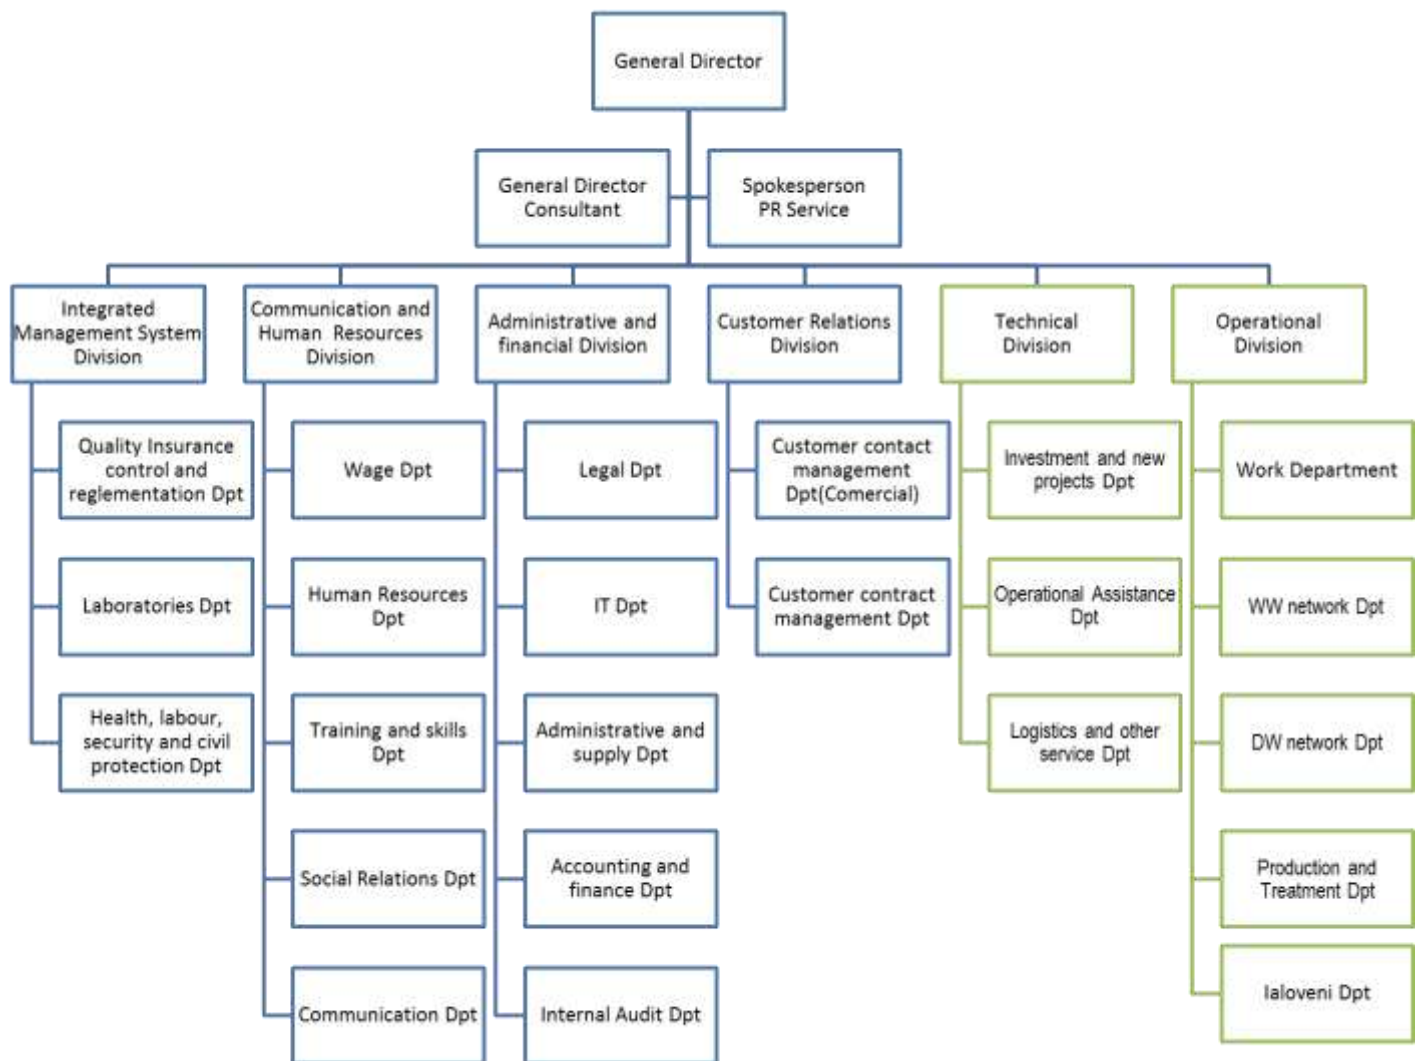 General Director
General Director
Consultant
Spokesperson
PR Service
Integrated
Management System
Division
Communication and
Human Resources
Division
Administrative and
financial Division
Customer Relations
Division
Technical
Division
Operational
Division
Quality Insurance
control and
reglementation Dpt
Laboratories Dpt
Health, labour,
security and civil
protection Dpt
Wage Dpt
Human Resources
Dpt
Training and skills
Dpt
Social Relations Dpt
Communication Dpt
Legal Dpt
IT Dpt
Administrative and
supply Dpt
Accounting and
finance Dpt
Internal Audit Dpt
Customer contact
management
Dpt(Comercial)
Customer contract
management Dpt
Investment and new
projects Dpt
Operational Assistance
Dpt
Logistics and other
service Dpt
Work Department
WW network Dpt
DW network Dpt
Production and
Treatment Dpt
Ialoveni Dpt